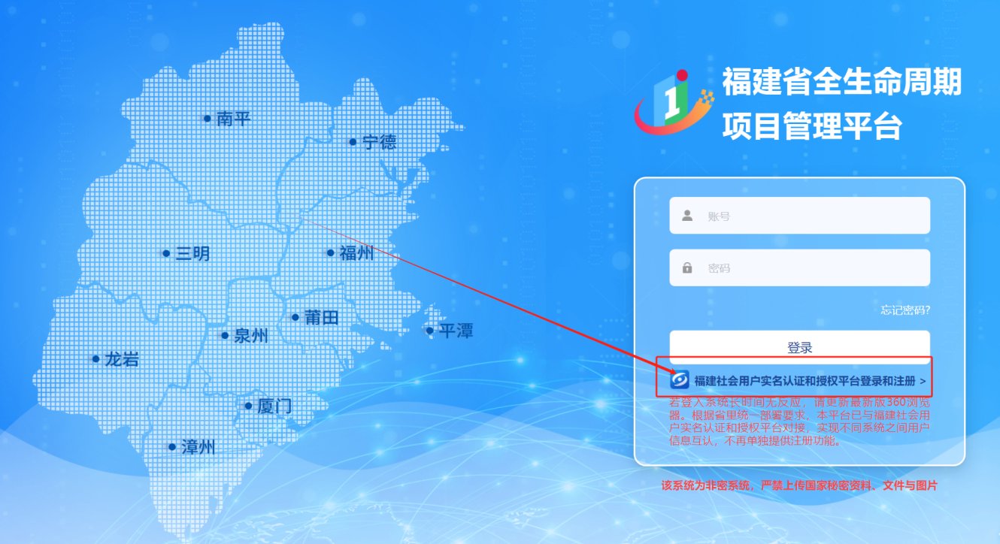 福建省全生命周期
项目管理平台
南平
宁德
三明
福州
莆田
泉州
平潭
龙岩
厦门
漳州
账号
密码
忘记密码?
登录
福建社会用户实名认证和授权平台登录和注册 >
若登入系统长时间无反应，请更新最新版360浏览
器。根据省里统一部署要求，本平台已与福建社会用
户实名认证和授权平台对接，实现不同系统之间用户
信息互认，不再单独提供注册功能。
该系统为非密系统，严禁上传国家秘密资料、文件与图片